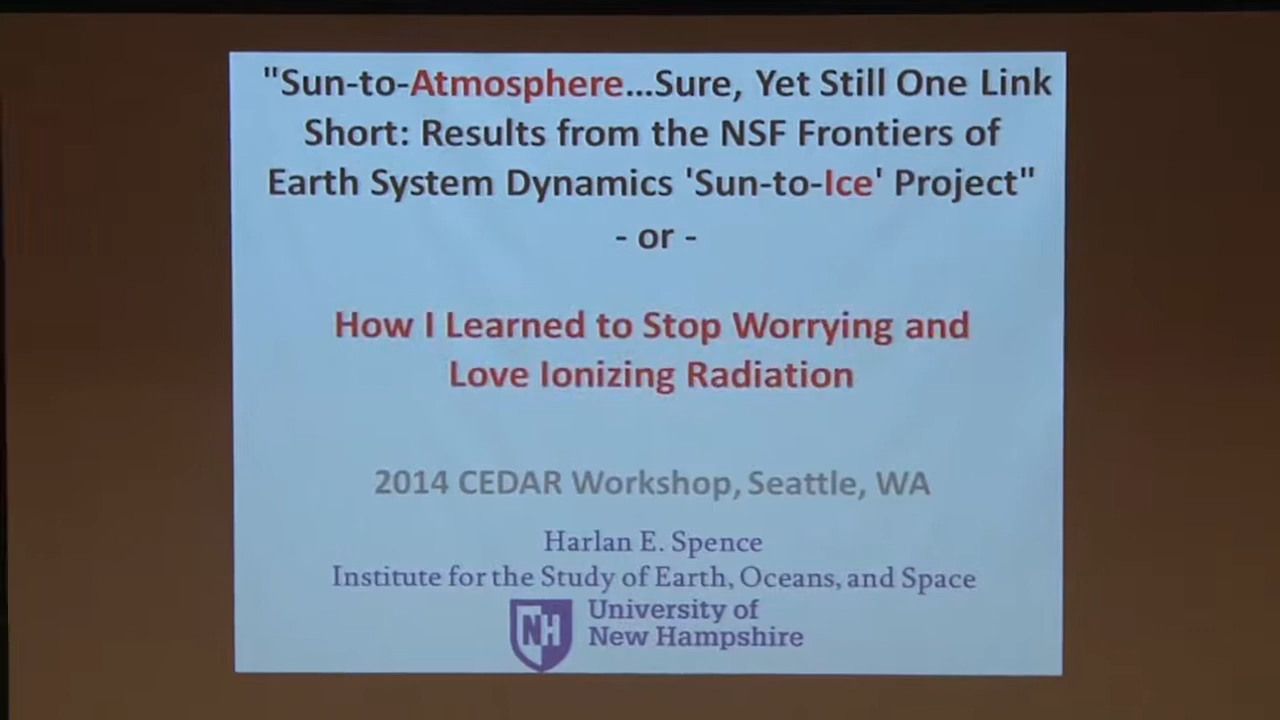 "Sun-to-Atmosphere...Sure, Yet Still One Link
Short: Results from the NSF Frontiers of
Earth System Dynamics 'Sun-to-Ice' Project"
- or -
How I Learned to Stop Worrying and
Love Ionizing Radiation
2014 CEDAR Workshop, Seattle, WA
Harlan E. Spence
Institute for the Study of Earth, Oceans, and Space
NH
University of
New Hampshire